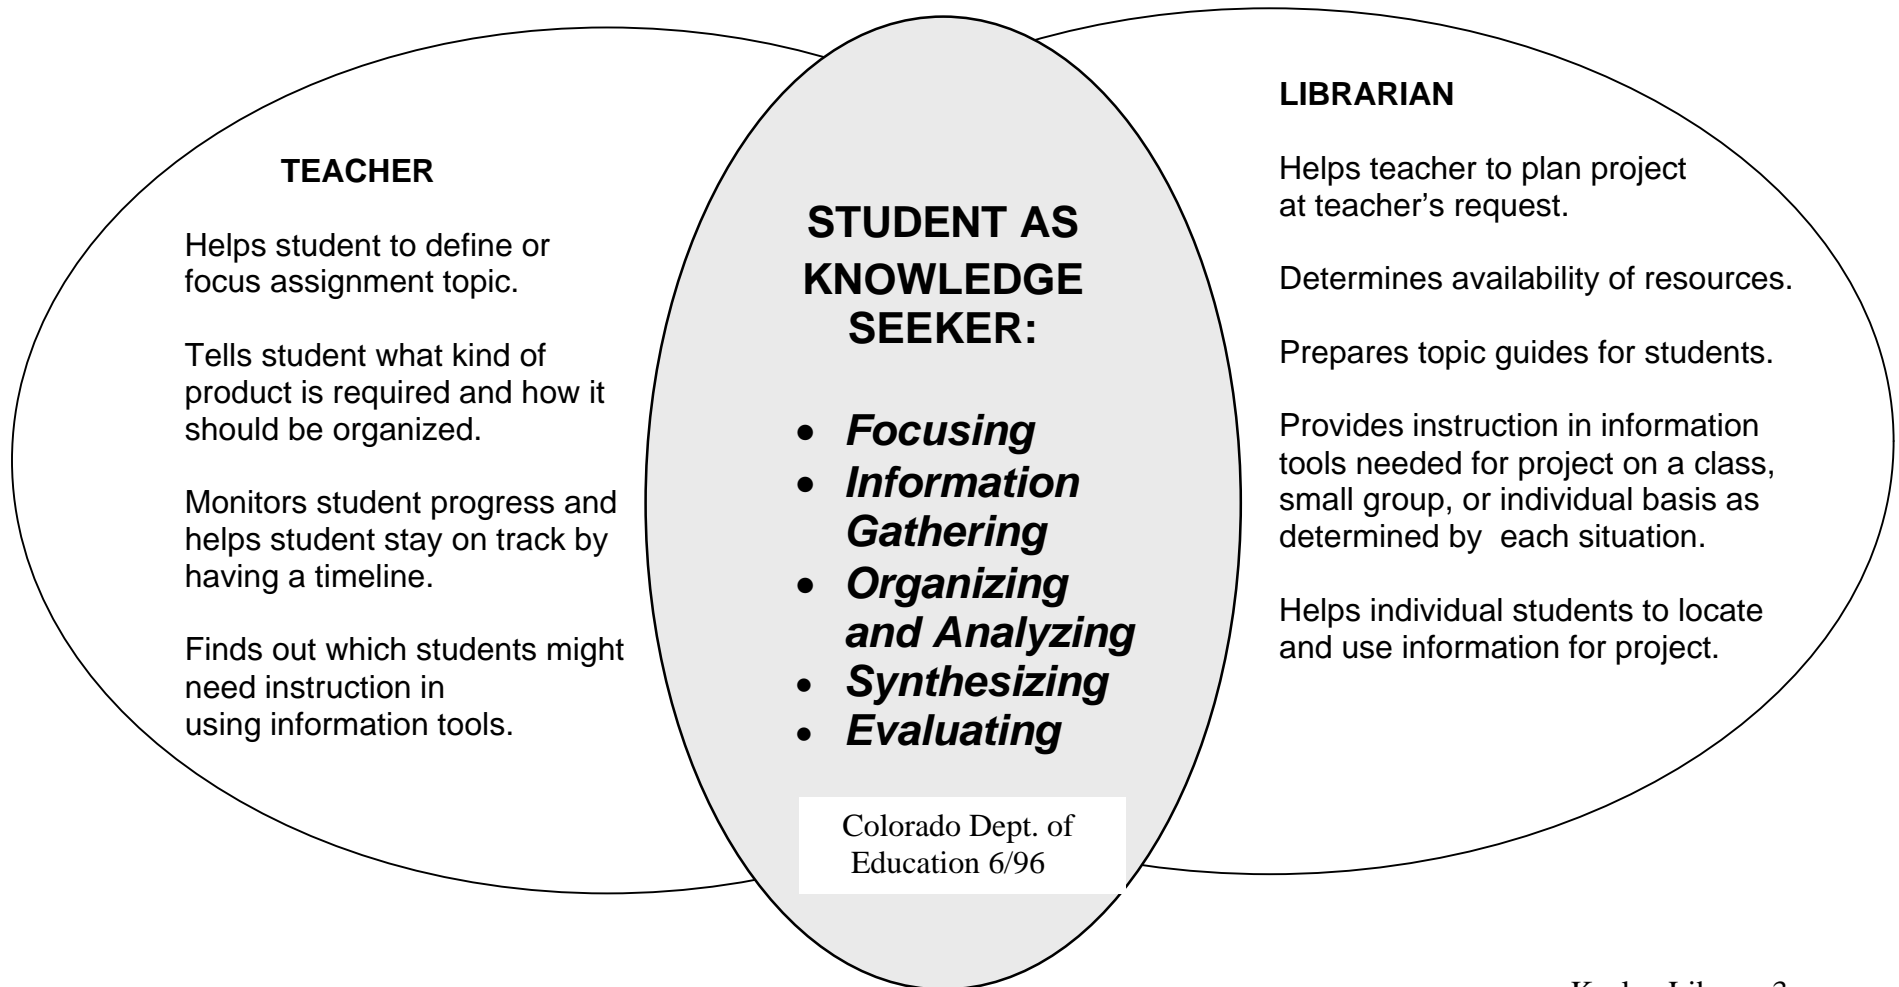 TEACHER
Helps student to define or
focus assignment topic.
Tells student what kind of
product is required and how it
should be organized.
Monitors student progress and
helps student stay on track by
having a timeline.
Finds out which students might
need instruction in
using information tools.
STUDENT AS
KNOWLEDGE
SEEKER:
• Focusing
• Information
Gathering
• Organizing
and Analyzing
• Synthesizing
• Evaluating
Colorado Dept. of
Education 6/96
LIBRARIAN
Helps teacher to plan project
at teacher’s request.
Determines availability of resources.
Prepares topic guides for students.
Provides instruction in information
tools needed for project on a class,
small group, or individual basis as
determined by  each situation.
Helps individual students to locate
and use information for project.